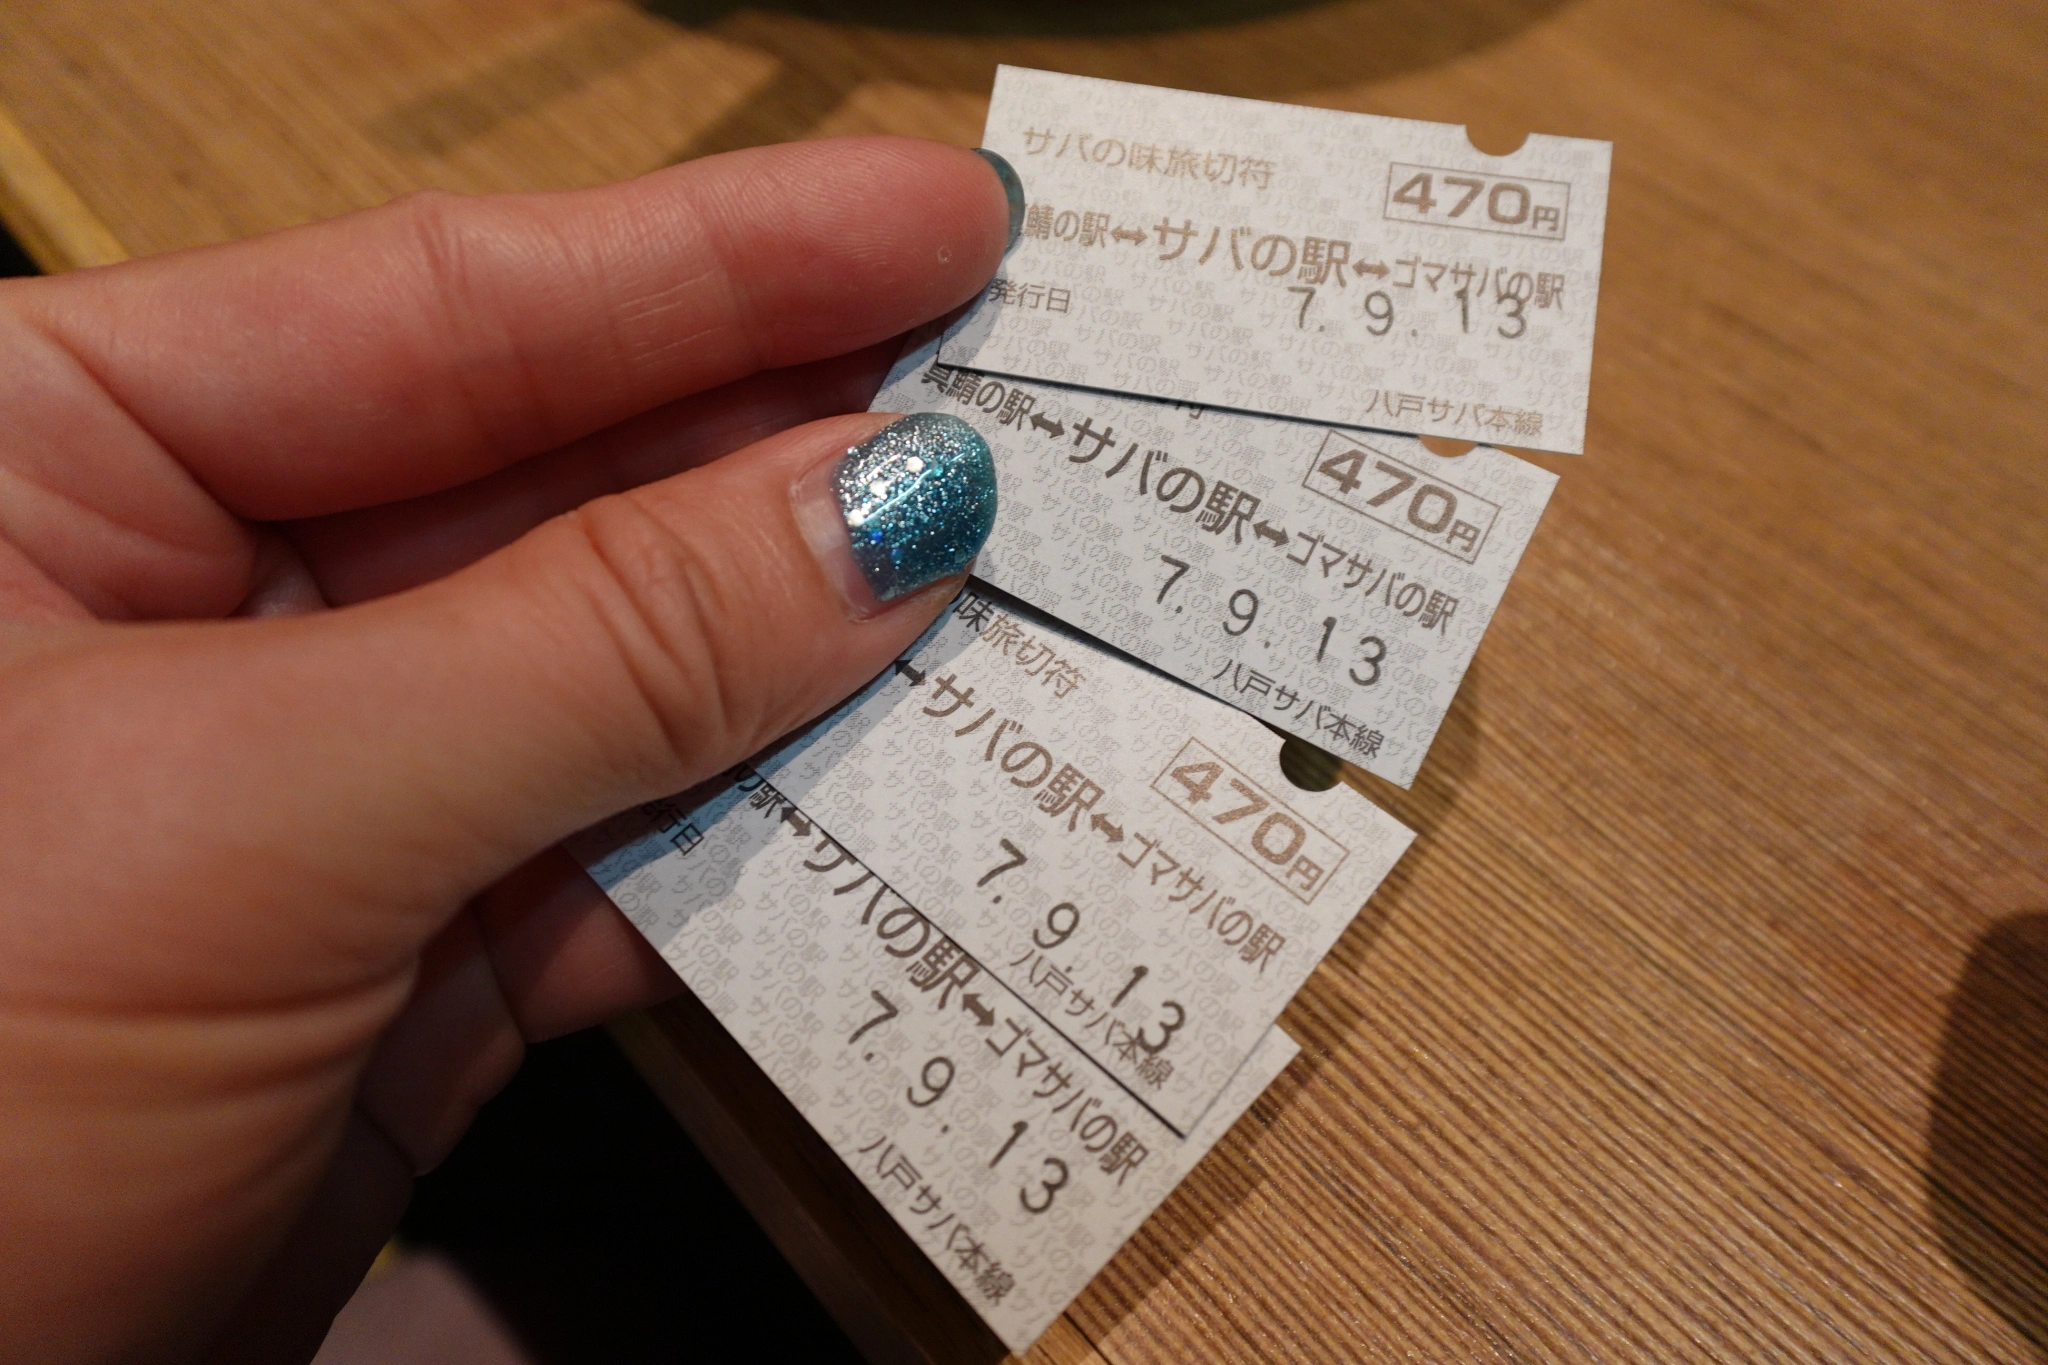 サバの味旅切符
470円
鯖の駅↔サバの駅↔ゴマサバの駅
発行日
7. 9. 13
八戸サバ本線
470円
真鯖の駅↔サバの駅↔ゴマサバの駅
7. 9. 13
八戸サバ本線
の味旅切符
470円
↔サバの駅↔ゴマサバの駅
7. 9. 13
八戸サバ本線
の駅↔サバの駅↔ゴマサバの駅
行日
7. 9. 13
八戸サバ本線